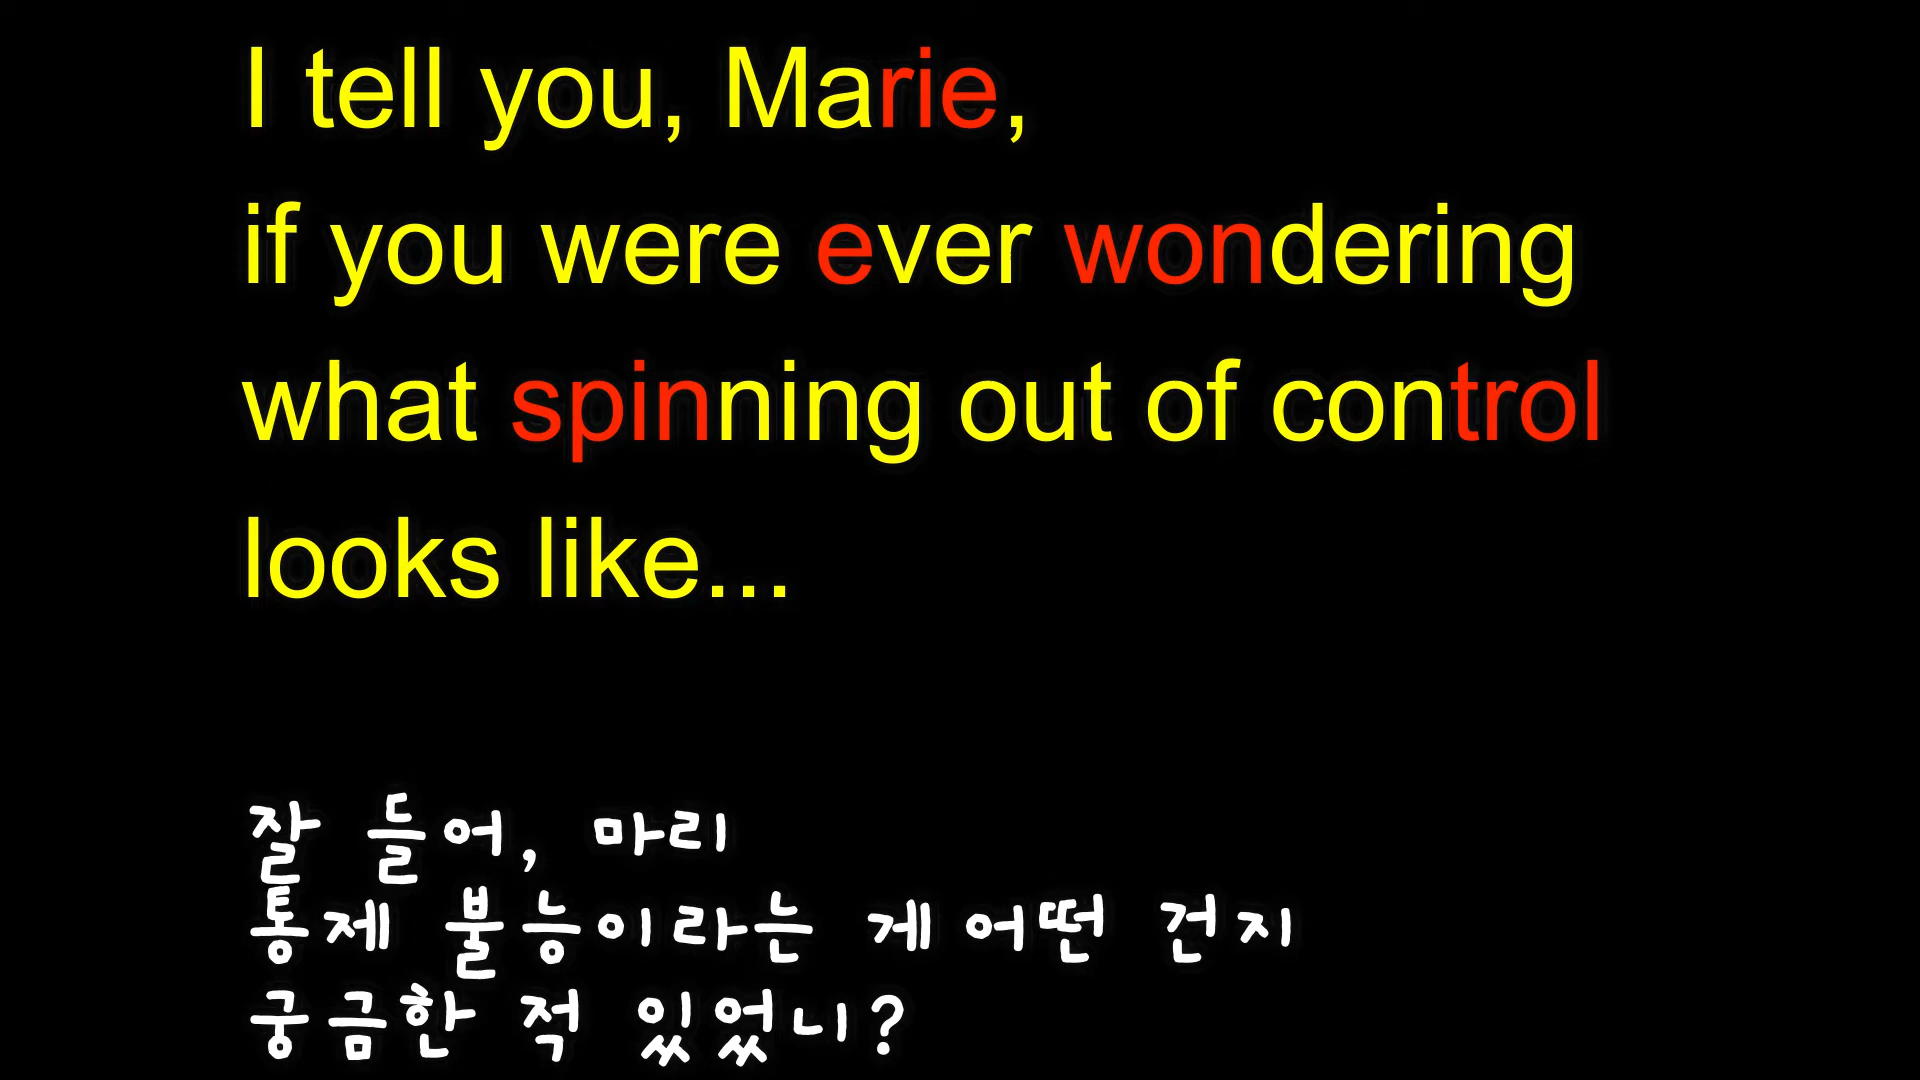 I tell you, Marie,
if you were ever wondering
what spinning out of control
looks like...
잘 들어, 마리
통제 불능이라는 게 어떤 건지
궁금한 적 있었니?